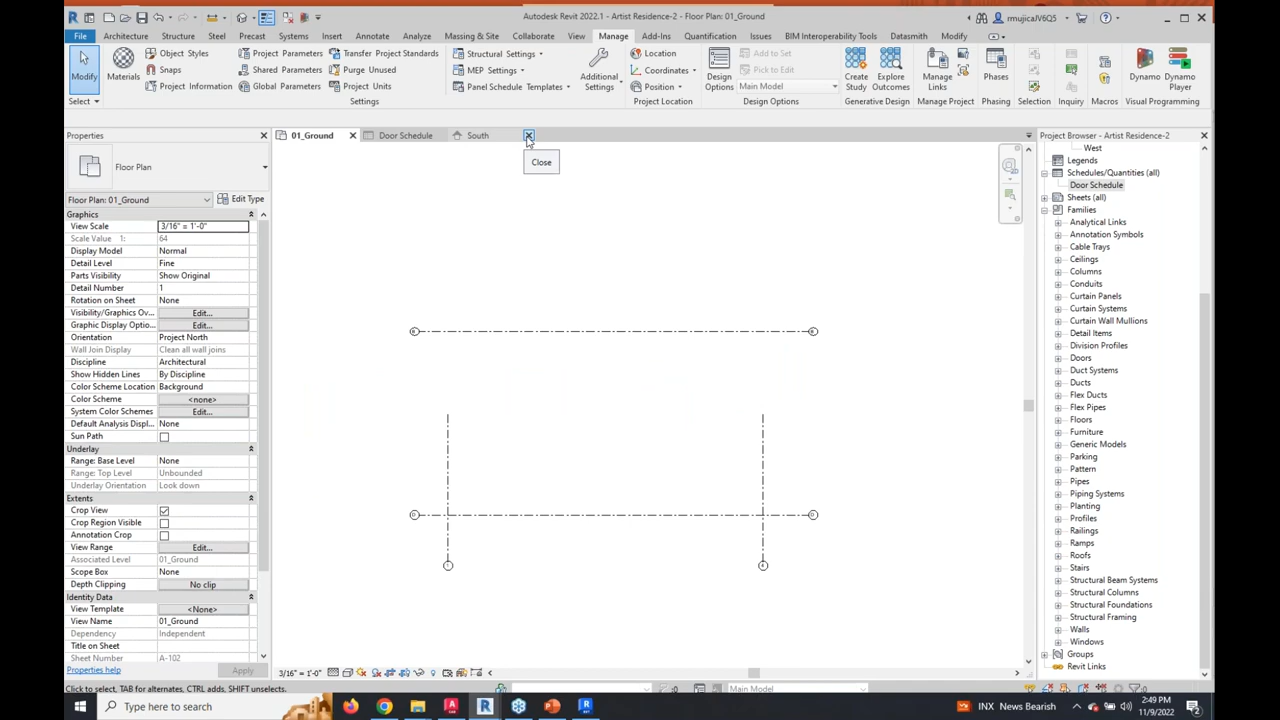 Autodesk Revit 2022.1 - Artist Residence-2 - Floor Plan: 01_Ground
rmujicaJV6Q5
File Architecture Structure Steel Precast Systems Insert Annotate Analyze Massing & Site Collaborate View Manage Add-Ins Quantification Issues BIM Interoperability Tools Datasmith Modify
Modify
Select
Materials
Object Styles
Snaps
Project Information
Project Parameters
Shared Parameters
Global Parameters
Transfer Project Standards
Purge Unused
Project Units
Settings
Structural Settings
MEP Settings
Panel Schedule Templates
Additional
Settings
Location
Coordinates
Position
Project Location
Design
Options
Add to Set
Pick to Edit
Main Model
Design Options
Create
Study
Explore
Outcomes
Generative Design
Manage
Links
Manage Project
Phases
Phasing
Selection
Inquiry
Macros
Dynamo
Dynamo
Player
Visual Programming
Properties
01_Ground
Door Schedule
South
Close
Project Browser - Artist Residence-2
Floor Plan
Floor Plan: 01_Ground
Edit Type
Graphics
View Scale 3/16" = 1'-0"
Scale Value 1: 64
Display Model Normal
Detail Level Fine
Parts Visibility Show Original
Detail Number 1
Rotation on Sheet None
Visibility/Graphics Ov... Edit...
Graphic Display Optio... Edit...
Orientation Project North
Wall Join Display Clean all wall joins
Discipline Architectural
Show Hidden Lines By Discipline
Color Scheme Location Background
Color Scheme <none>
System Color Schemes Edit...
Default Analysis Displ... None
Sun Path
Underlay
Range: Base Level None
Range: Top Level Unbounded
Underlay Orientation Look down
Extents
Crop View
Crop Region Visible
Annotation Crop
View Range Edit...
Associated Level 01_Ground
Scope Box None
Depth Clipping No clip
Identity Data
View Template <None>
View Name 01_Ground
Dependency Independent
Title on Sheet
Sheet Number A-102
Properties help
Apply
West
Legends
Schedules/Quantities (all)
Door Schedule
Sheets (all)
Families
Analytical Links
Annotation Symbols
Cable Trays
Ceilings
Columns
Conduits
Curtain Panels
Curtain Systems
Curtain Wall Mullions
Detail Items
Division Profiles
Doors
Duct Systems
Ducts
Flex Ducts
Flex Pipes
Floors
Furniture
Generic Models
Parking
Pattern
Pipes
Piping Systems
Planting
Profiles
Railings
Ramps
Roofs
Stairs
Structural Beam Systems
Structural Columns
Structural Foundations
Structural Framing
Walls
Windows
Groups
Revit Links
3/16" = 1'-0"
Click to select, TAB for alternates, CTRL adds, SHIFT unselects.
:0
Main Model
:0
Type here to search
INX News Bearish
2:49 PM
11/9/2022
2